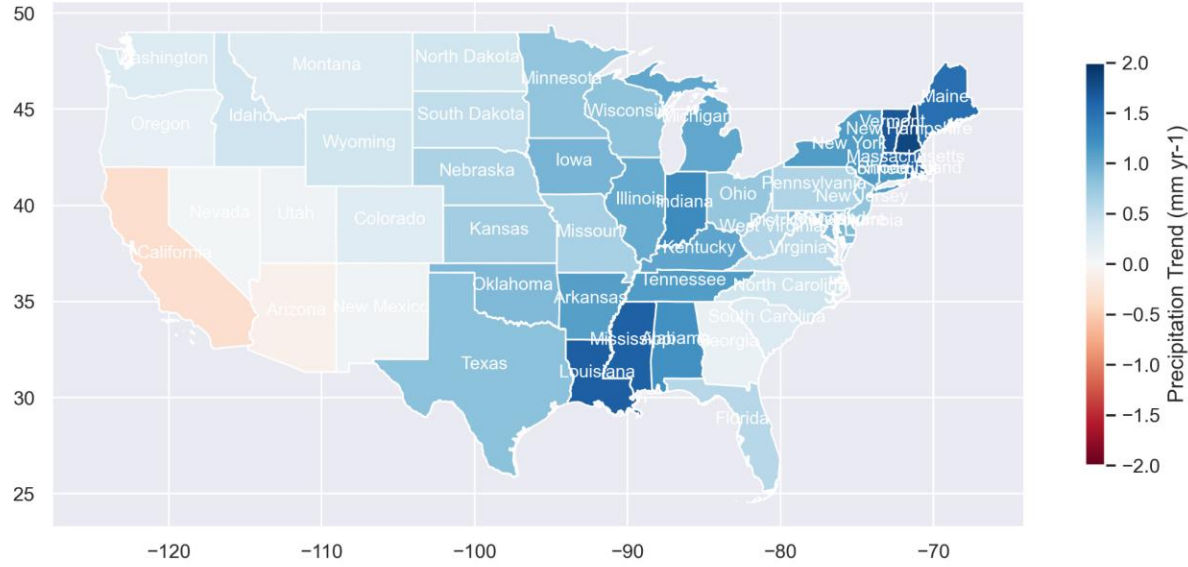 50
45
40
35
30
25
−120
−110
−100
−90
−80
−70
Washington
Montana
North Dakota
Minnesota
Maine
Oregon
Idaho
Wyoming
South Dakota
Wisconsin
Michigan
Vermont
New Hampshire
New York
Massachusetts
Nebraska
Iowa
Illinois
Indiana
Ohio
Pennsylvania
New Jersey
Nevada
Utah
Colorado
Kansas
Missouri
Kentucky
West Virginia
Virginia
California
Arizona
New Mexico
Oklahoma
Arkansas
Tennessee
North Carolina
South Carolina
Texas
Louisiana
Mississippi
Alabama
Georgia
Florida
2.0
1.5
1.0
0.5
0.0
−0.5
−1.0
−1.5
−2.0
Precipitation Trend (mm yr-1)